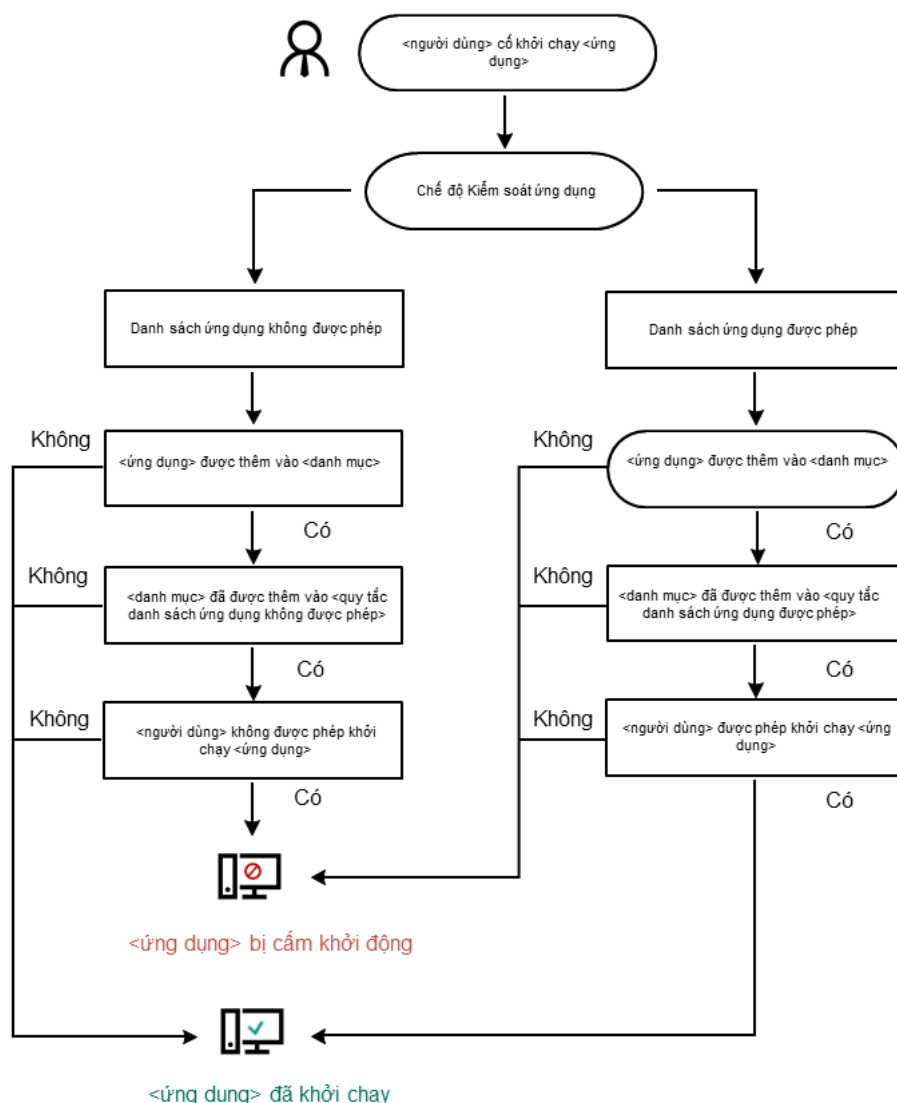 <người dùng> cố khởi chạy <ứng
dụng>
Chế độ Kiểm soát ứng dụng
Danh sách ứng dụng không được phép
Danh sách ứng dụng được phép
Không
<ứng dụng> được thêm vào <danh mục>
Không
<ứng dụng> được thêm vào <danh mục>
Có
Có
Không
<danh mục> đã được thêm vào <quy tắc
danh sách ứng dụng không được phép>
Không
<danh mục> đã được thêm vào <quy tắc
danh sách ứng dụng được phép>
Có
Có
Không
<người dùng> không được phép khởi
chạy <ứng dụng>
Không
<người dùng> được phép khởi chạy <ứng
dụng>
Có
Có
<ứng dụng> bị cấm khởi động
<ứng dụng> đã khởi chạy